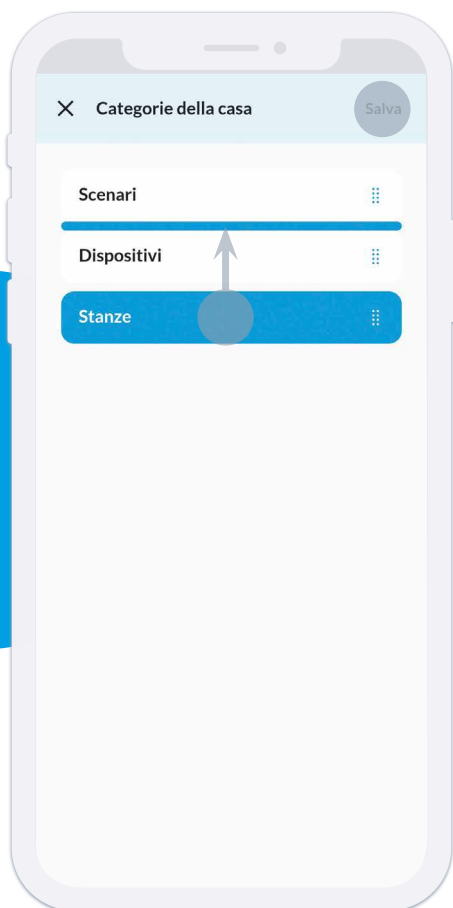 Categorie della casa
Salva
Scenari
Dispositivi
Stanze